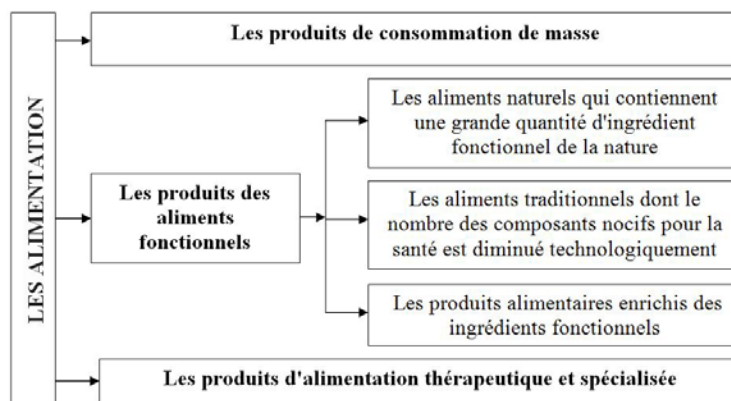 LES ALIMENTATION
Les produits de consommation de masse
Les produits des
aliments
fonctionnels
Les aliments naturels qui contiennent
une grande quantité d'ingrédient
fonctionnel de la nature
Les aliments traditionnels dont le
nombre des composants nocifs pour la
santé est diminué technologiquement
Les produits alimentaires enrichis des
ingrédients fonctionnels
Les produits d'alimentation thérapeutique et spécialisée